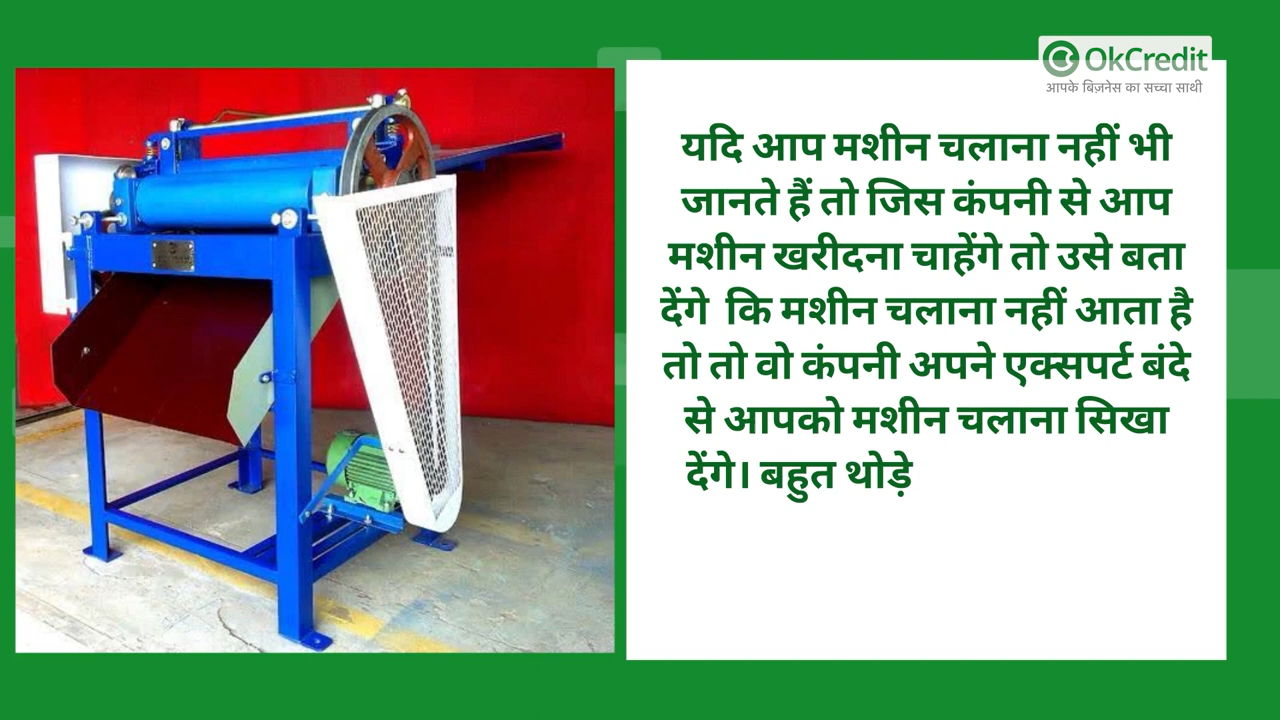 OkCredit
आपके बिज़नेस का सच्चा साथी
यदि आप मशीन चलाना नहीं भी
जानते हैं तो जिस कंपनी से आप
मशीन खरीदना चाहेंगे तो उसे बता
देंगे कि मशीन चलाना नहीं आता है
तो तो वो कंपनी अपने एक्सपर्ट बंदे
से आपको मशीन चलाना सिखा
देंगे। बहुत थोड़े